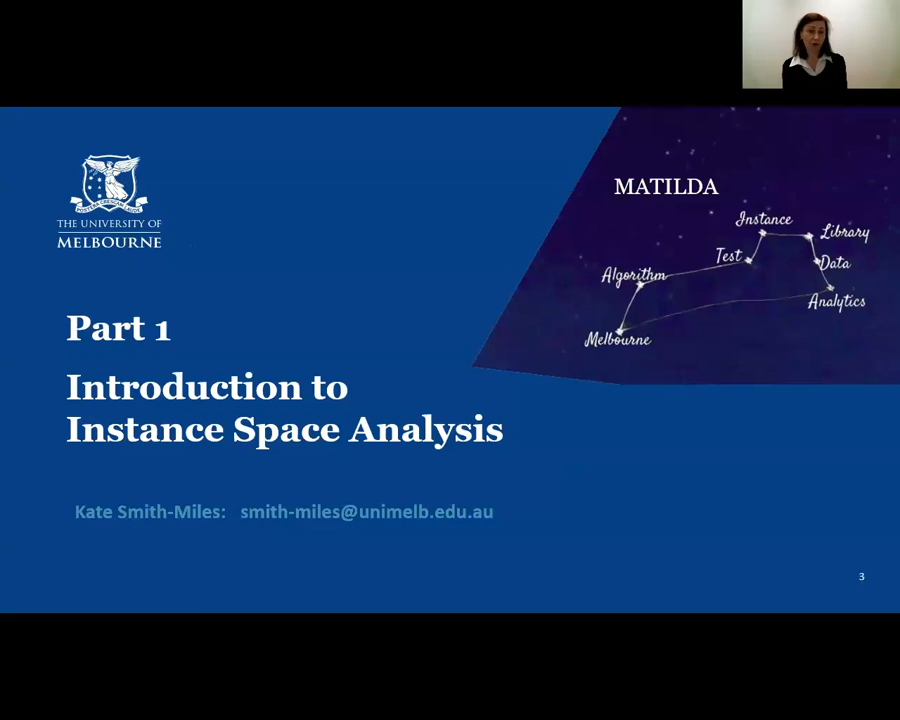 THE UNIVERSITY OF
MELBOURNE
MATILDA
Instance
Library
Test
Data
Algorithm
Analytics
Melbourne
Part 1
Introduction to
Instance Space Analysis
Kate Smith-Miles: smith-miles@unimelb.edu.au
3